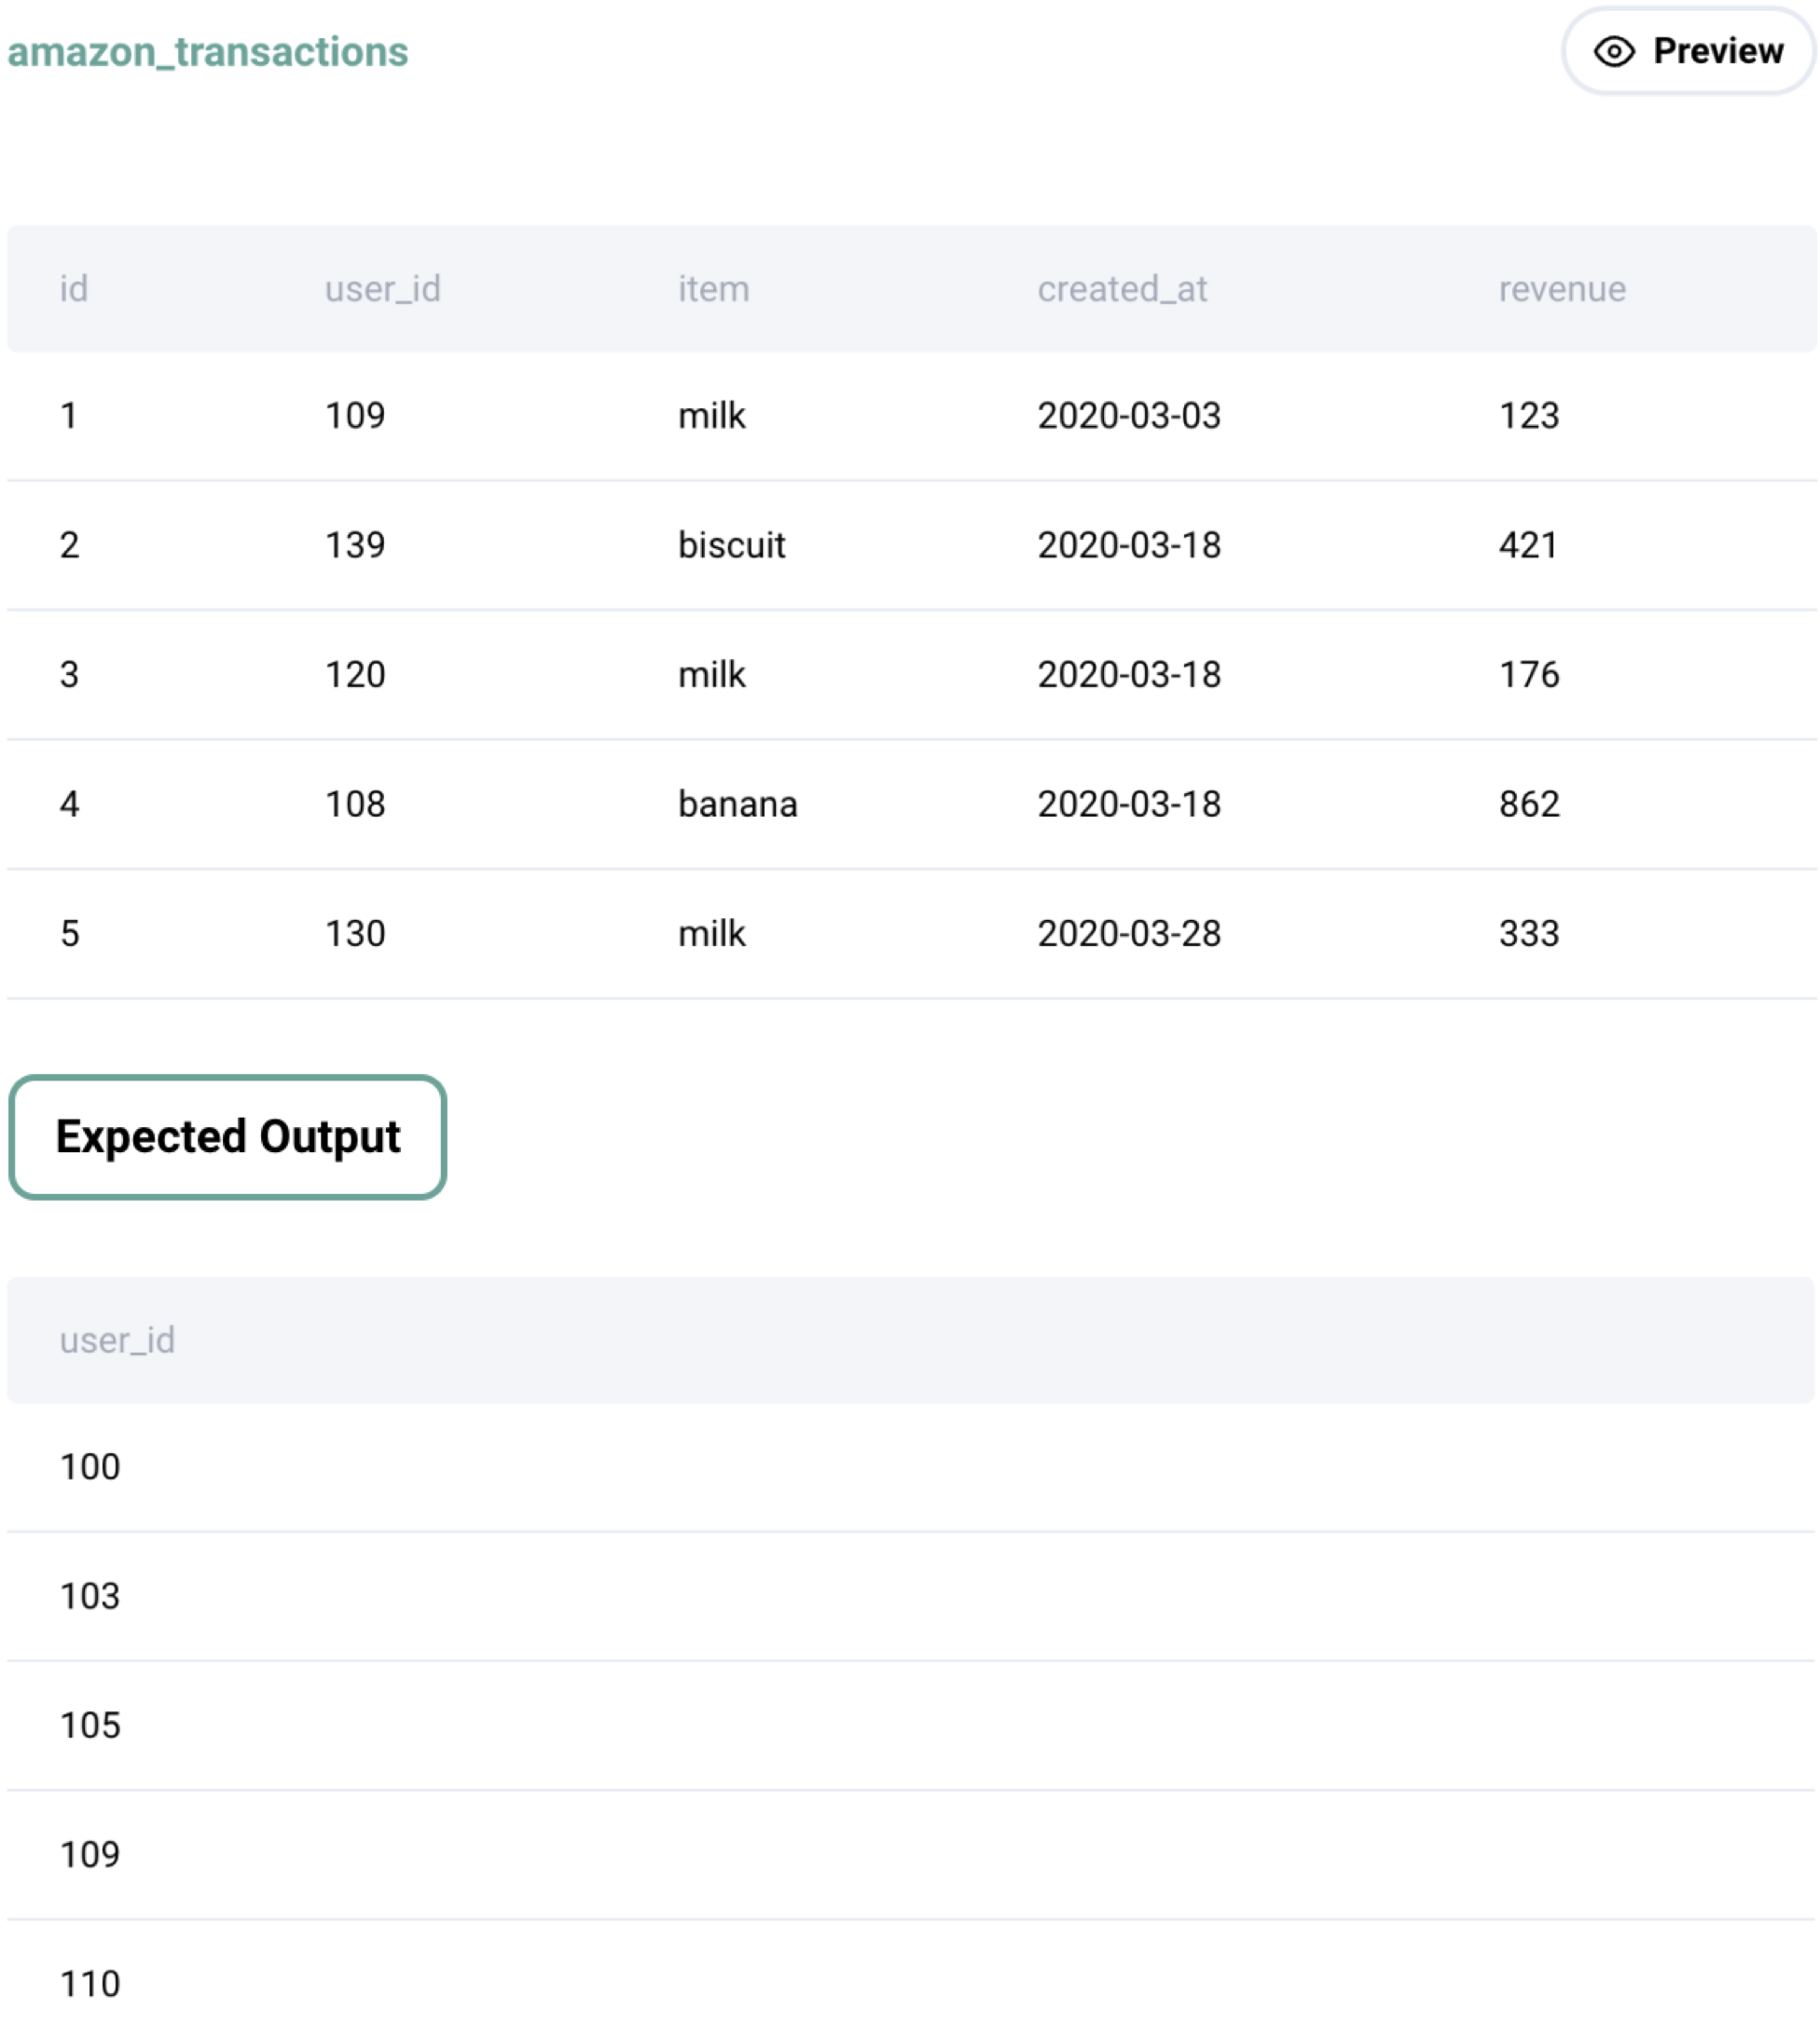 amazon_transactions Preview
id user_id item created_at revenue
1 109 milk 2020-03-03 123
2 139 biscuit 2020-03-18 421
3 120 milk 2020-03-18 176
4 108 banana 2020-03-18 862
5 130 milk 2020-03-28 333
Expected Output
user_id
100
103
105
109
110